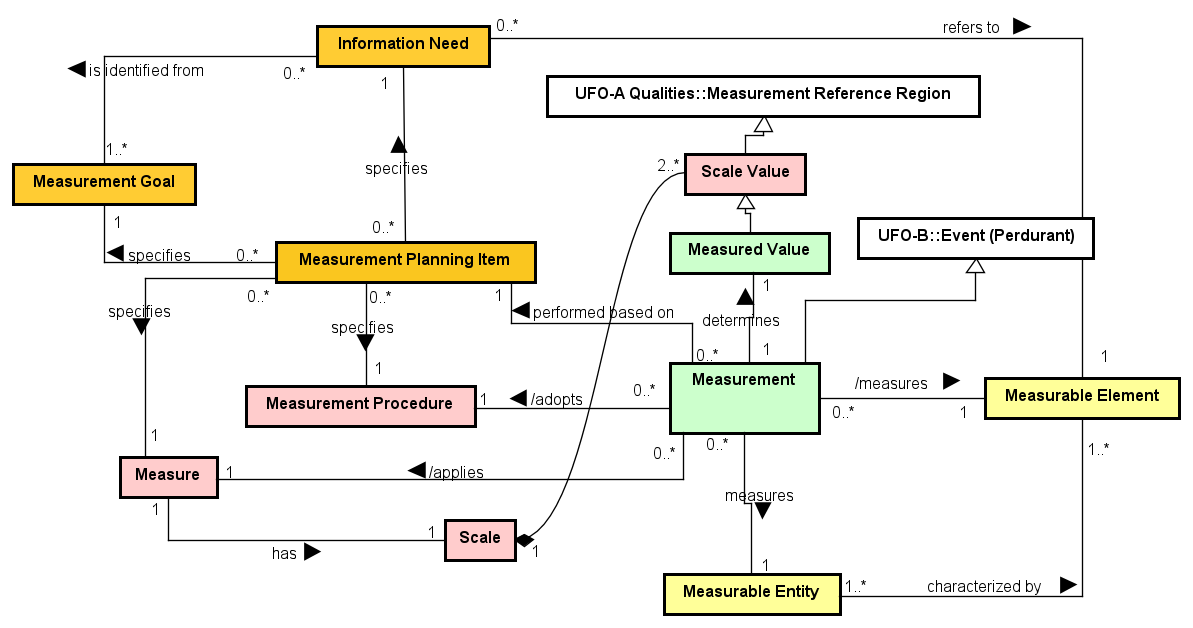 0..*
refers to
Information Need
is identified from
0..*
1
UFO-A Qualities::Measurement Reference Region
1..*
specifies
2..*
Scale Value
Measurement Goal
1
0..*
UFO-B::Event (Perdurant)
specifies
0..*
Measurement Planning Item
Measured Value
0..*
0..*
1
1
specifies
specifies
performed based on
determines
1
0..*
1
1
Measurement
/measures
Measurable Element
0..*
1
Measurement Procedure
1
/adopts
0..*
1
0..*
0..*
1..*
Measure
1
/applies
measures
1
1
Scale
1
has
1
Measurable Entity
1..*
characterized by